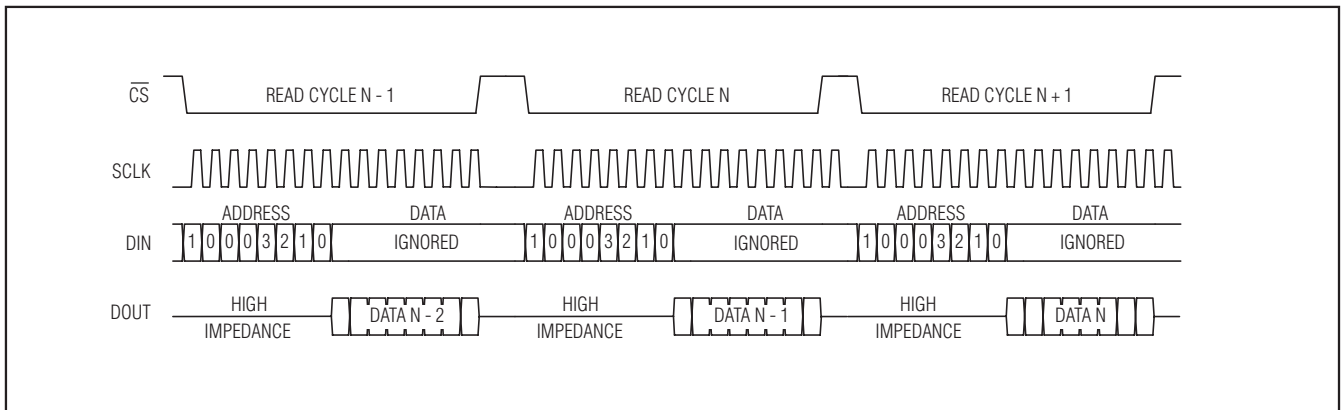 CS READ CYCLE N - 1 READ CYCLE N READ CYCLE N + 1
SCLK
ADDRESS DATA ADDRESS DATA ADDRESS DATA
DIN 1 0 0 0 3 2 1 0 IGNORED 1 0 0 0 3 2 1 0 IGNORED 1 0 0 0 3 2 1 0 IGNORED
DOUT HIGH IMPEDANCE DATA N - 2 HIGH IMPEDANCE DATA N - 1 HIGH IMPEDANCE DATA N